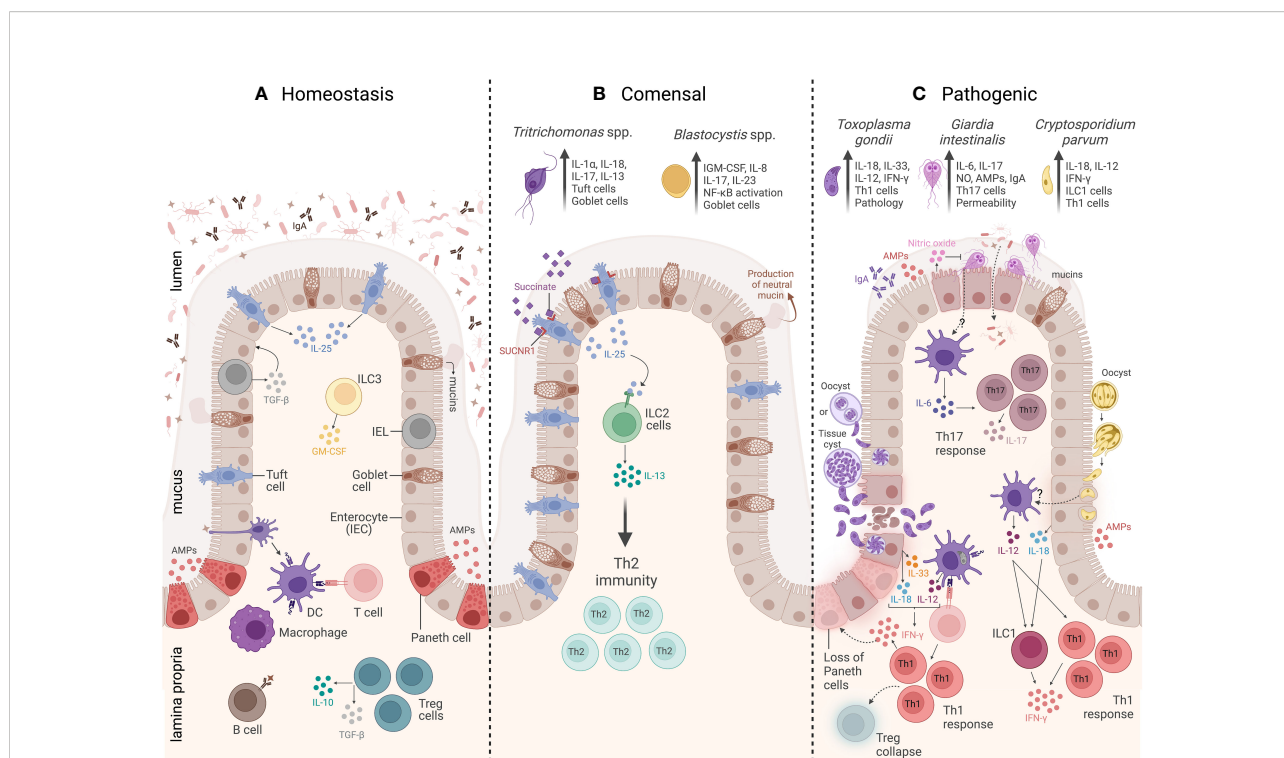 A Homeostasis
IgA
lumen
IL-25
TGF-β
ILC3
GM-CSF
mucins
IEL
mucus
Tuft
cell
Goblet
cell
Enterocyte
(IEC)
AMPs
AMPs
DC
T cell
Macrophage
Paneth cell
lamina propria
B cell
IL-10
TGF-β
Treg
cells
B Comensal
Tritrichomonas spp.
IL-1α, IL-18,
IL-17, IL-13
Tuft cells
Goblet cells
Blastocystis spp.
IGM-CSF, IL-8
IL-17, IL-23
NF-κB activation
Goblet cells
Succinate
SUCNR1
IL-25
Production
of neutral
mucin
ILC2
cells
IL-13
Th2
immunity
Th2
Th2
Th2
Th2
Th2
C Pathogenic
Toxoplasma
gondii
IL-18, IL-33,
IL-12, IFN-γ
Th1 cells
Pathology
Giardia
intestinalis
IL-6, IL-17
NO, AMPs, IgA
Th17 cells
Permeability
Cryptosporidium
parvum
IL-18, IL-12
IFN-γ
ILC1 cells
Th1 cells
Nitric oxide
AMPs
IgA
mucins
?
Th17
Th17
Th17
IL-6
IL-17
Th17
response
Oocyst
or
Tissue
cyst
Oocyst
?
AMPs
IL-12
IL-18
IL-33
IL-18
IL-12
IFN-γ
Loss of
Paneth
cells
Th1
Th1
Th1
Th1
response
Treg
collapse
ILC1
Th1
Th1
Th1
IFN-γ
Th1
response